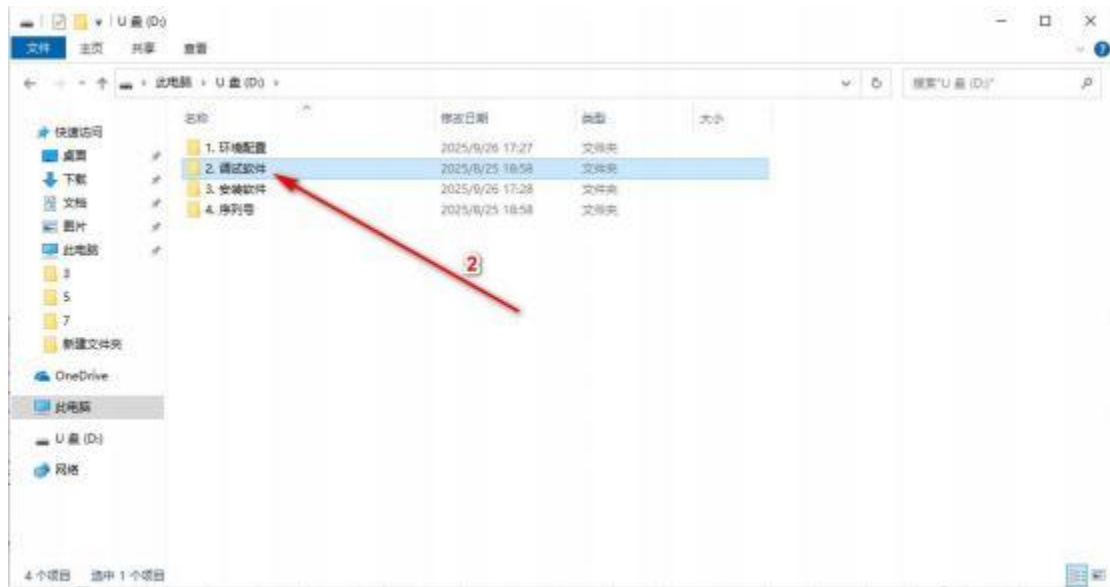 U 盘 (D:)
文件 主页 共享 查看
此电脑 › U 盘 (D:) ›
搜索"U 盘 (D:)"
名称 修改日期 类型 大小
快速访问
桌面
下载
文档
图片
此电脑
3
5
7
新建文件夹
OneDrive
此电脑
U 盘 (D:)
网络
1. 环境配置 2025/9/26 17:27 文件夹
2. 调试软件 2025/8/25 18:58 文件夹
3. 安装软件 2025/9/26 17:28 文件夹
4. 序列号 2025/8/25 18:58 文件夹
2
4 个项目 选中 1 个项目